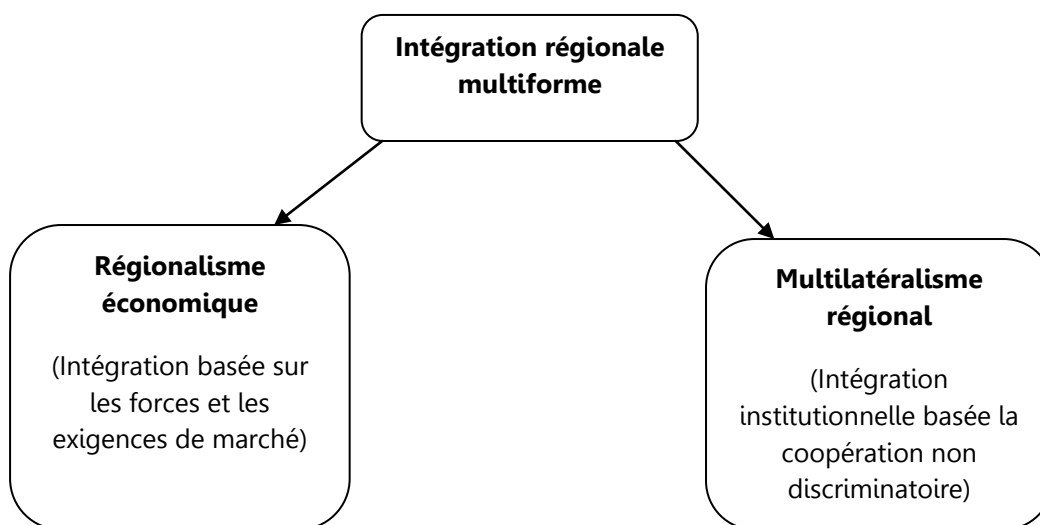 Intégration régionale
multiforme
Régionalisme
économique
(Intégration basée sur
les forces et les
exigences de marché)
Multilatéralisme
régional
(Intégration
institutionnelle basée la
coopération non
discriminatoire)